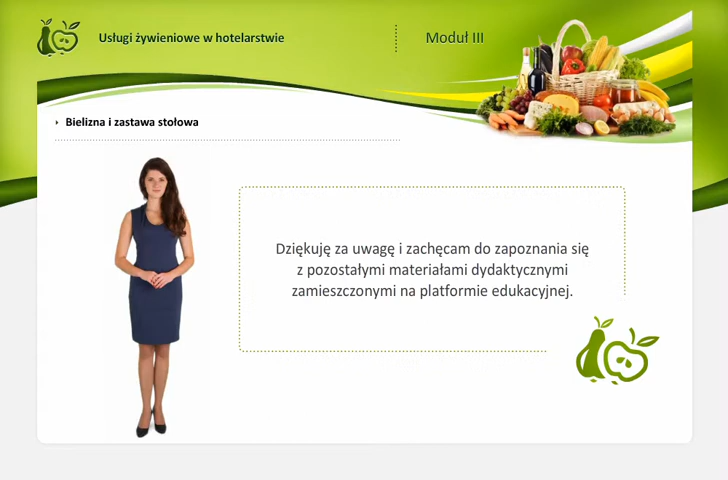 Usługi żywieniowe w hotelarstwie
Moduł III
Bielizna i zastawa stołowa
Dziękuję za uwagę i zachęcam do zapoznania się
z pozostałymi materiałami dydaktycznymi
zamieszczonymi na platformie edukacyjnej.